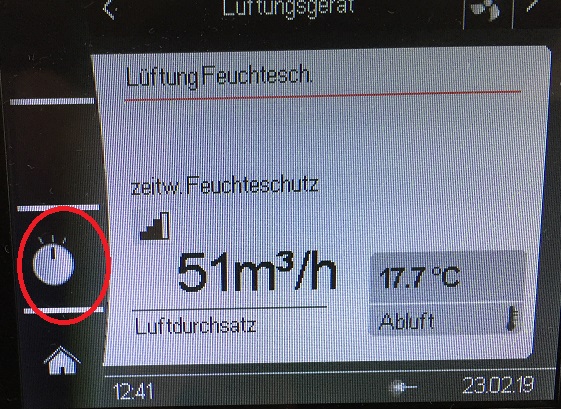 Lüftungsgerät
Lüftung Feuchtesch.
zeitw. Feuchteschutz
51m³/h
Luftdurchsatz
17.7 °C
Abluft
12:41
23.02.19